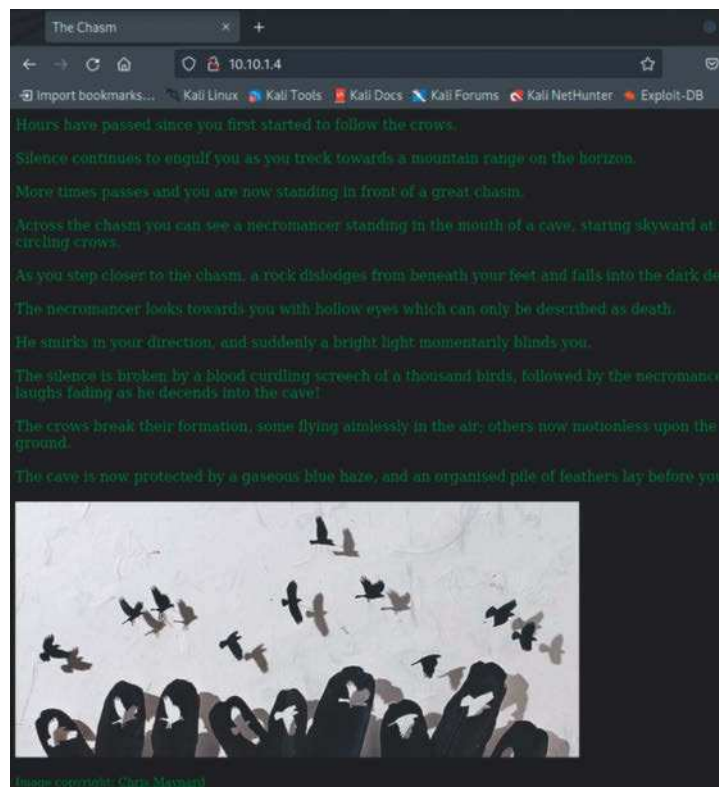 The Chasm
10.10.1.4
Import bookmarks...
Kali Linux
Kali Tools
Kali Docs
Kali Forums
Kali NetHunter
Exploit-DB
Hours have passed since you first started to follow the crows.
Silence continues to engulf you as you treck towards a mountain range on the horizon.
More times passes and you are now standing in front of a great chasm.
Across the chasm you can see a necromancer standing in the mouth of a cave, staring skyward at
circling crows.
As you step closer to the chasm, a rock dislodges from beneath your feet and falls into the dark de
The necromancer looks towards you with hollow eyes which can only be described as death.
He smirks in your direction, and suddenly a bright light momentarily blinds you.
The silence is broken by a blood curdling screech of a thousand birds, followed by the necromance
laughs fading as he decends into the cave!
The crows break their formation, some flying aimlessly in the air; others now motionless upon the
ground.
The cave is now protected by a gaseous blue haze, and an organised pile of feathers lay before you
Image copyright: Chris Maynard